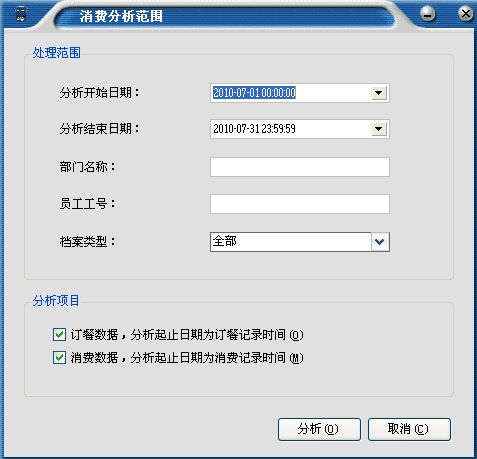 消费分析范围
处理范围
分析开始日期： 2010-07-01 00:00:00
分析结束日期： 2010-07-31 23:59:59
部门名称：
员工工号：
档案类型： 全部
分析项目
订餐数据，分析起止日期为订餐记录时间(O)
消费数据，分析起止日期为消费记录时间(M)
分析(O) 取消(C)